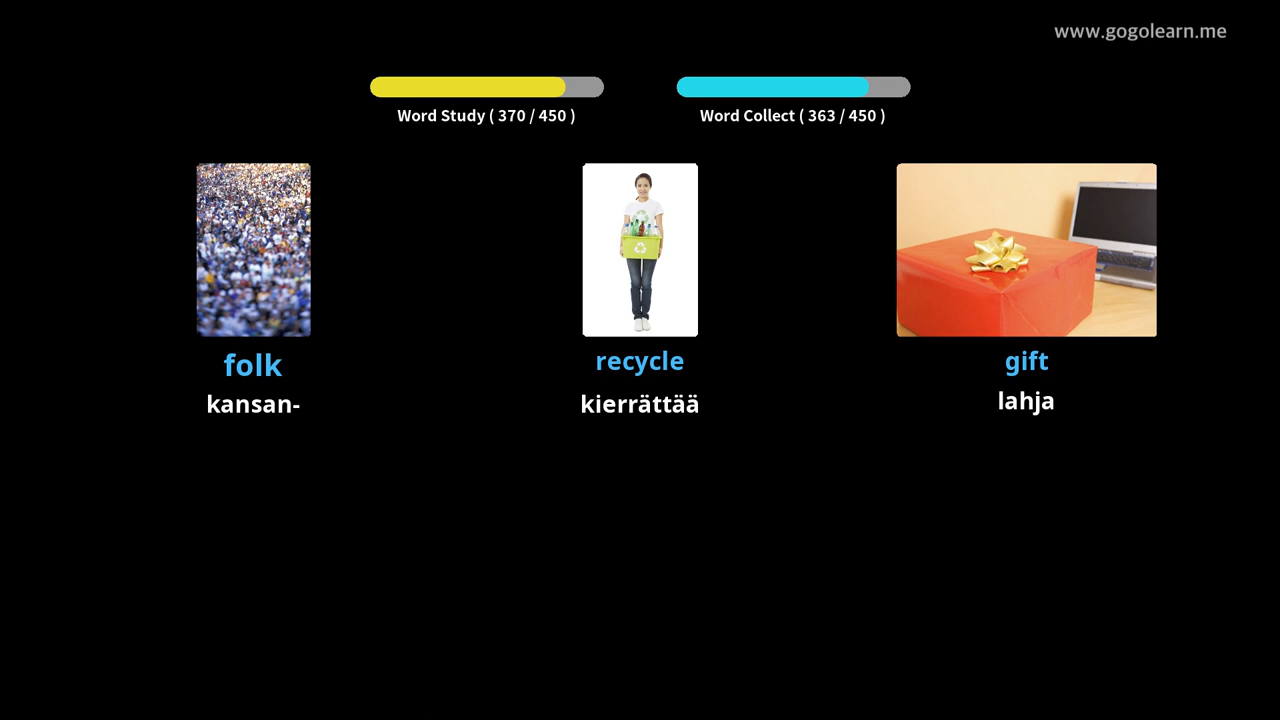 www.gogolearn.me
Word Study ( 370 / 450 )
Word Collect ( 363 / 450 )
folk
recycle
gift
kansan-
kierrättää
lahja